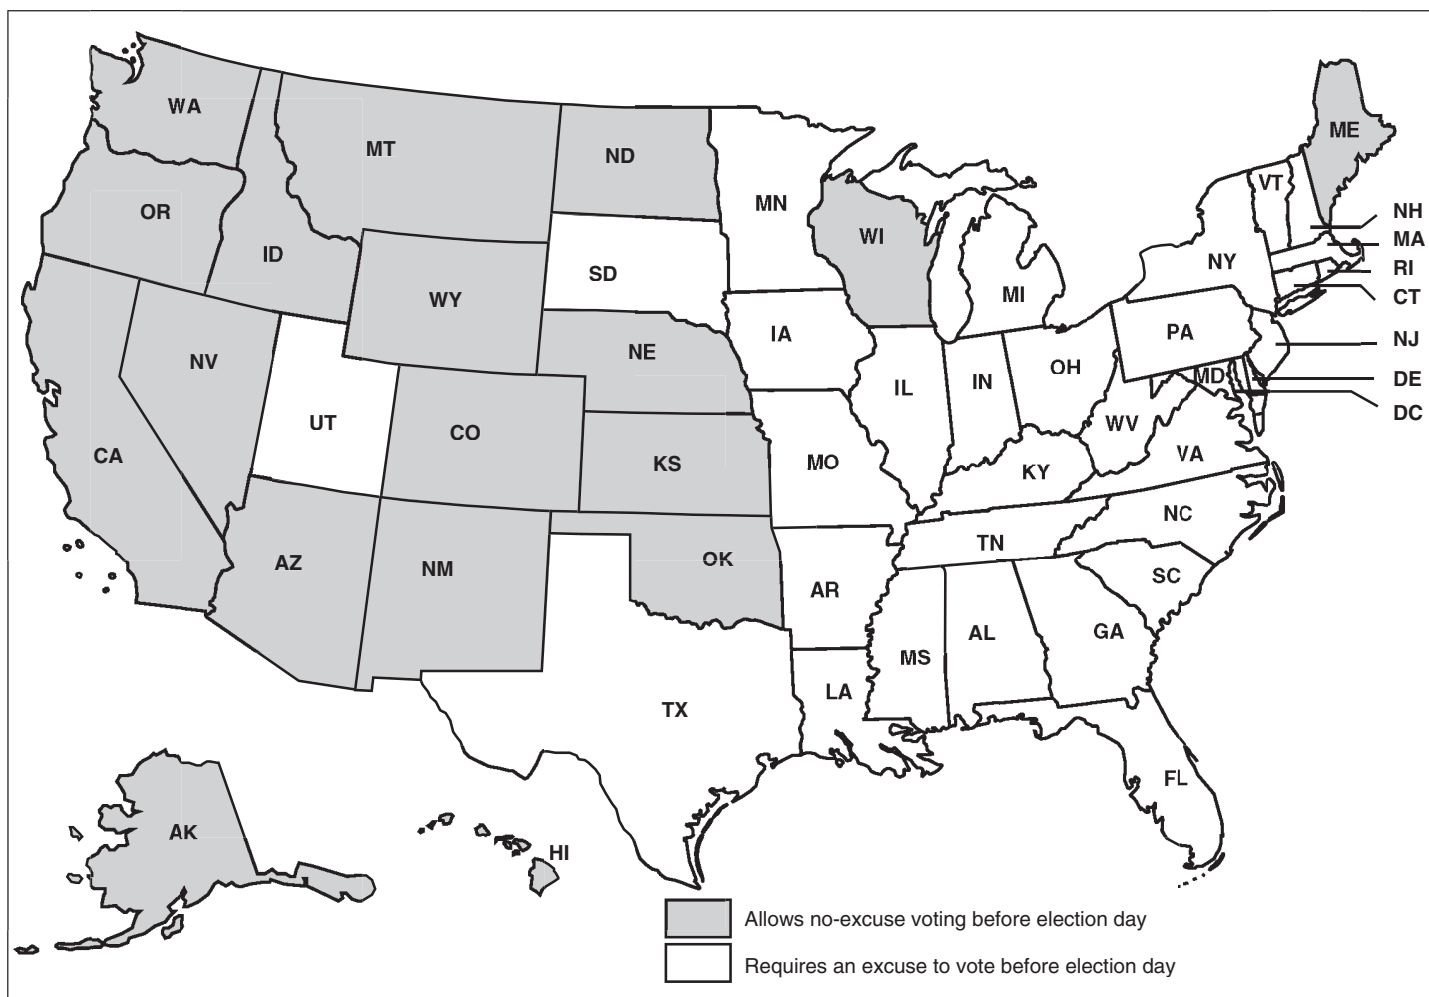 WA
MT
ND
ME
MN
VT
OR
WI
NH
MA
ID
SD
NY
RI
WY
MI
CT
IA
PA
NV
NE
OH
NJ
IL
IN
MD
DE
UT
CO
WV
DC
CA
KS
MO
KY
VA
NC
AZ
NM
OK
TN
AR
SC
AL
GA
MS
LA
TX
FL
AK
HI
Allows no-excuse voting before election day
Requires an excuse to vote before election day